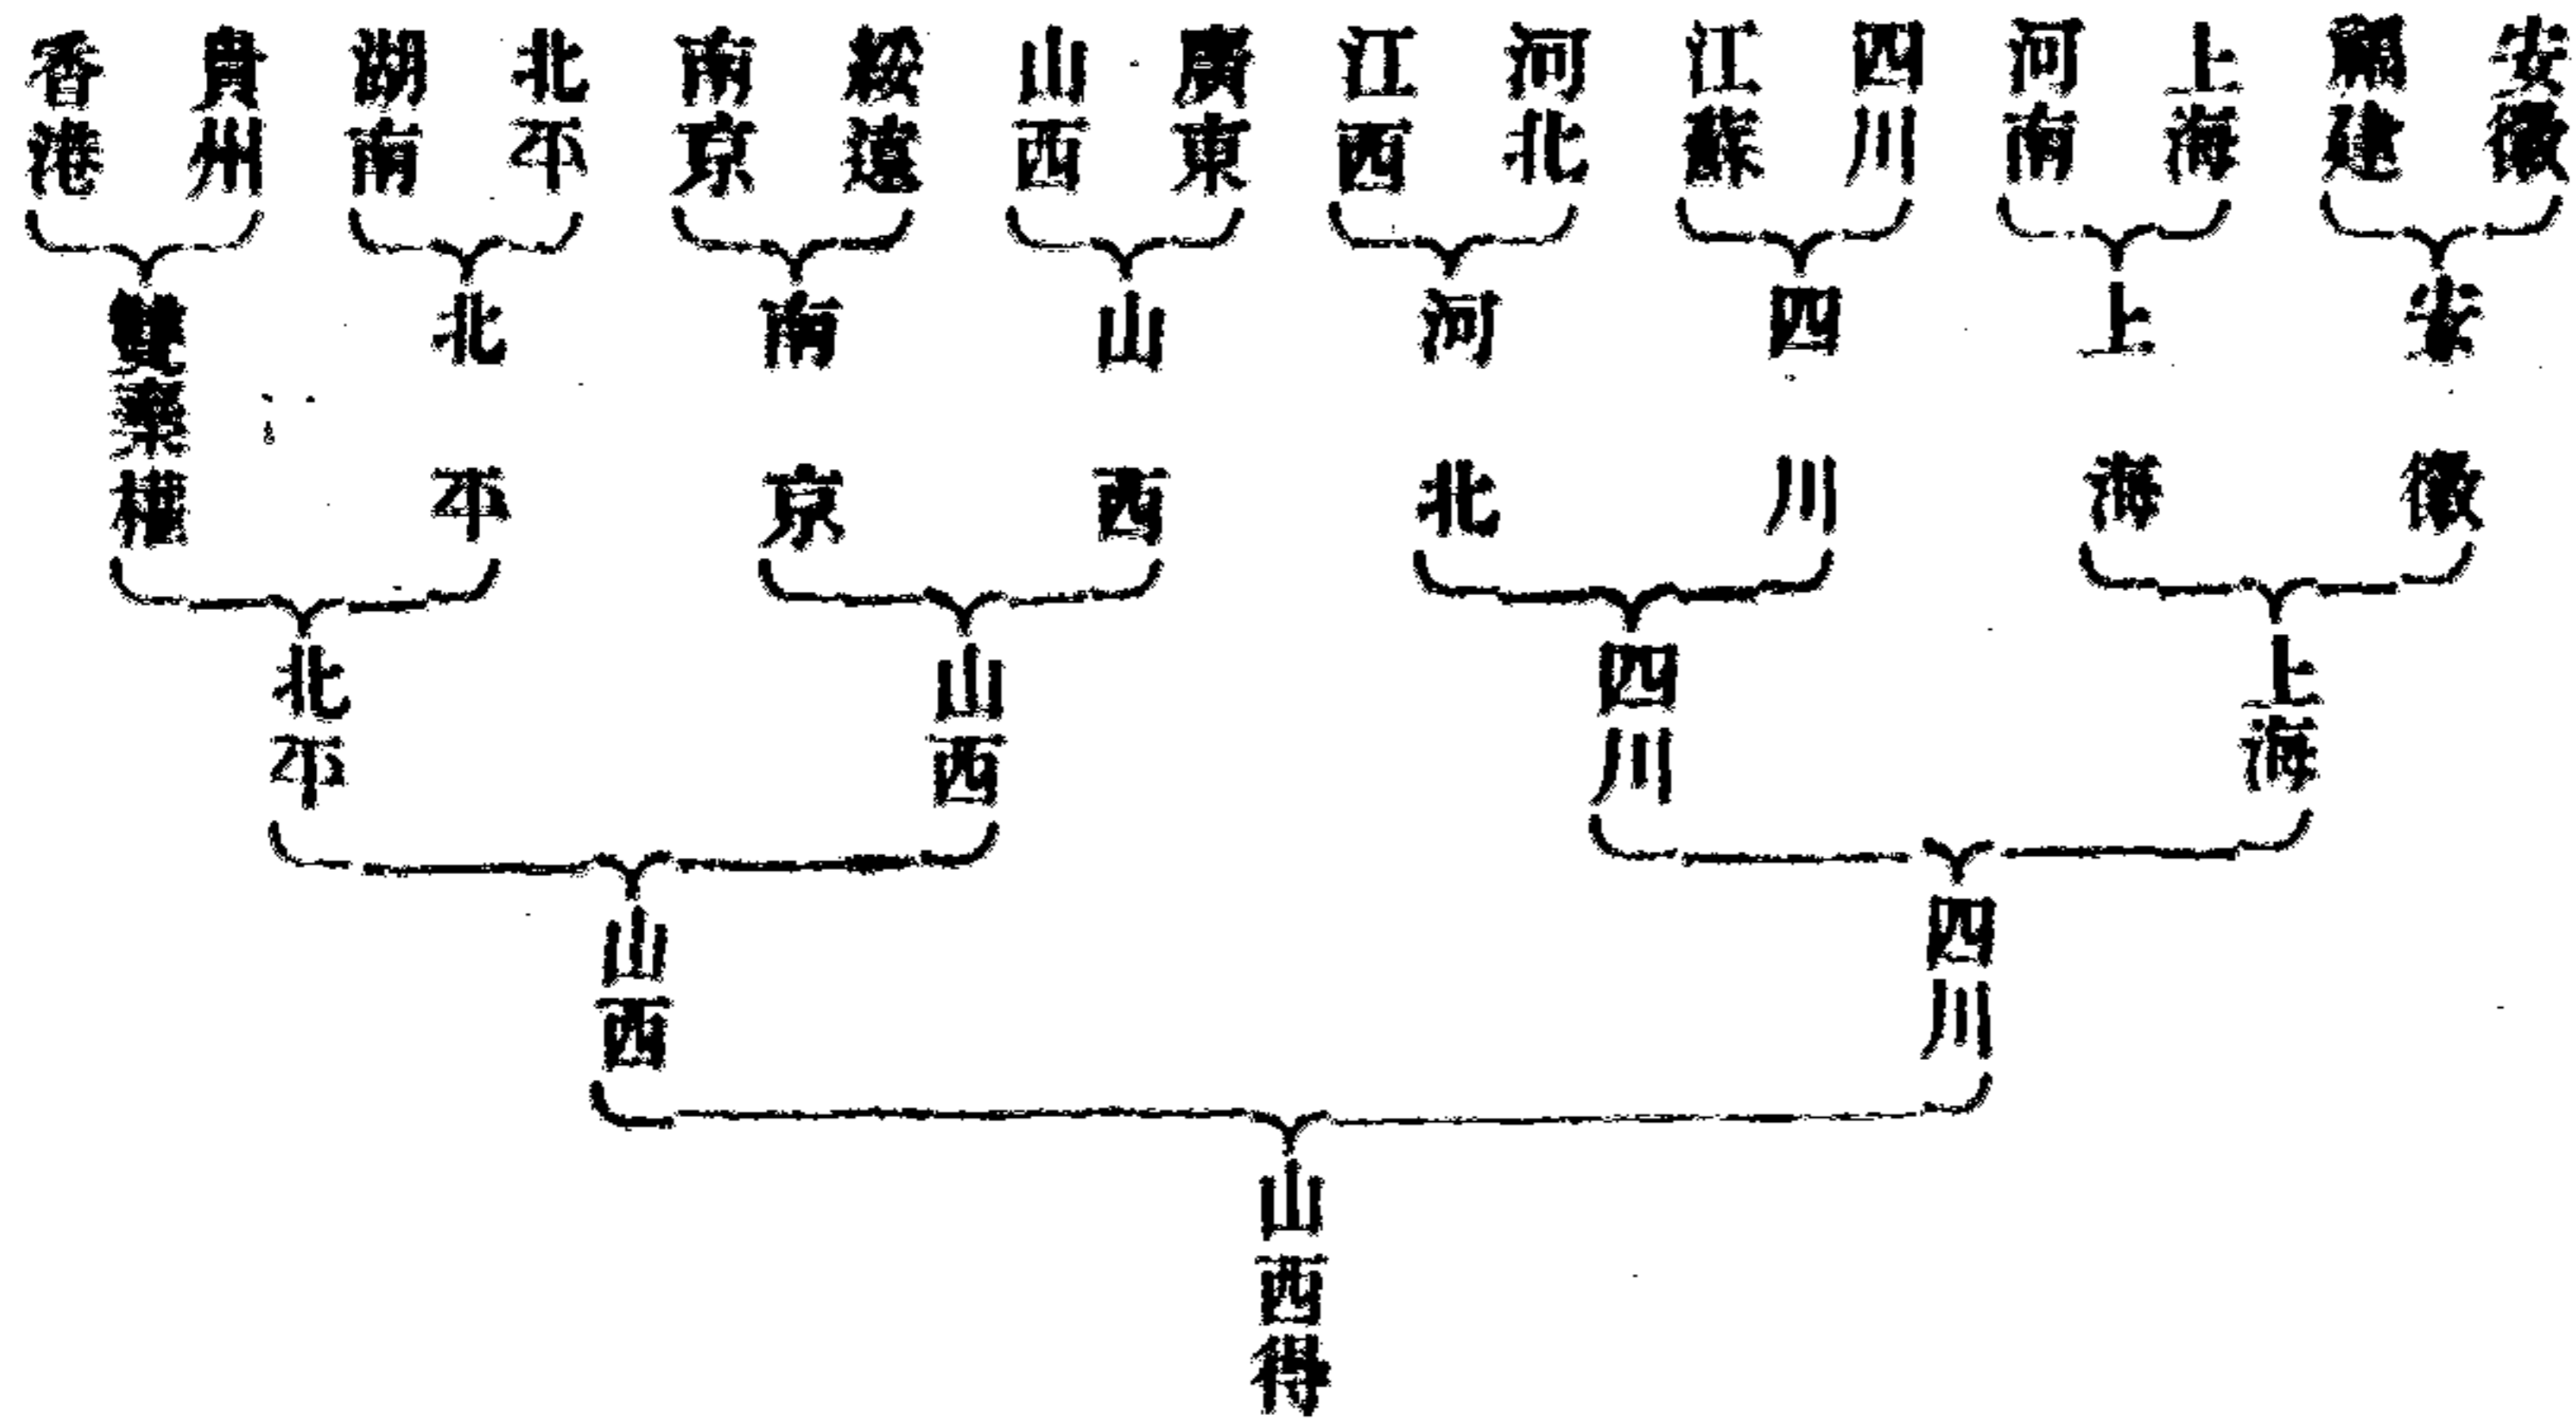 安徽
福建
上海
河南
四川
江蘇
河北
江西
廣東
山西
綏遠
南京
北平
湖南
貴州
香港
安徽
上海
四川
河北
山西
南京
北平
雙棄權
上海
四川
山西
北平
四川
山西
山西得